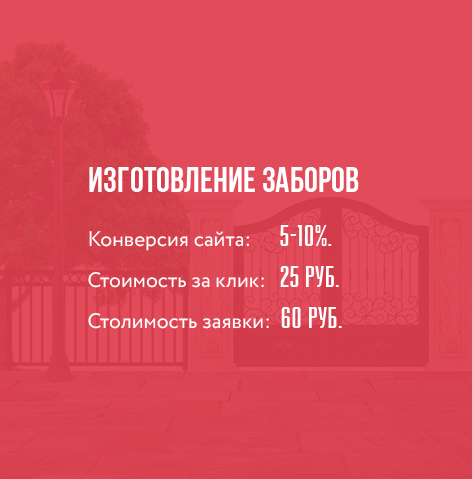 ИЗГОТОВЛЕНИЕ ЗАБОРОВ
Конверсия сайта: 5-10%.
Стоимость за клик: 25 РУБ.
Столимость заявки: 60 РУБ.